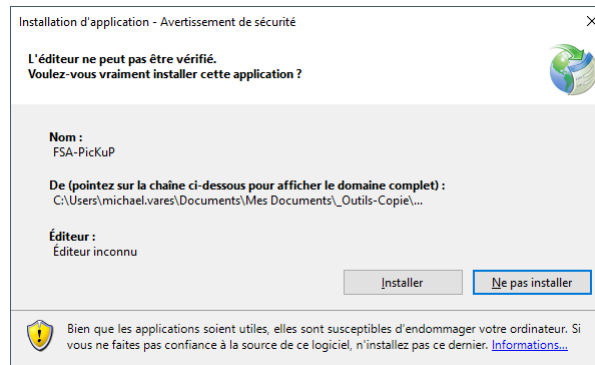 Installation d'application - Avertissement de sécurité
L'éditeur ne peut pas être vérifié.
Voulez-vous vraiment installer cette application ?
Nom :
FSA-PicKuP
De (pointez sur la chaîne ci-dessous pour afficher le domaine complet) :
C:\Users\michael.vares\Documents\Mes Documents\_Outils-Copie\...
Éditeur :
Éditeur inconnu
Installer
Ne pas installer
Bien que les applications soient utiles, elles sont susceptibles d'endommager votre ordinateur. Si
vous ne faites pas confiance à la source de ce logiciel, n'installez pas ce dernier. Informations...